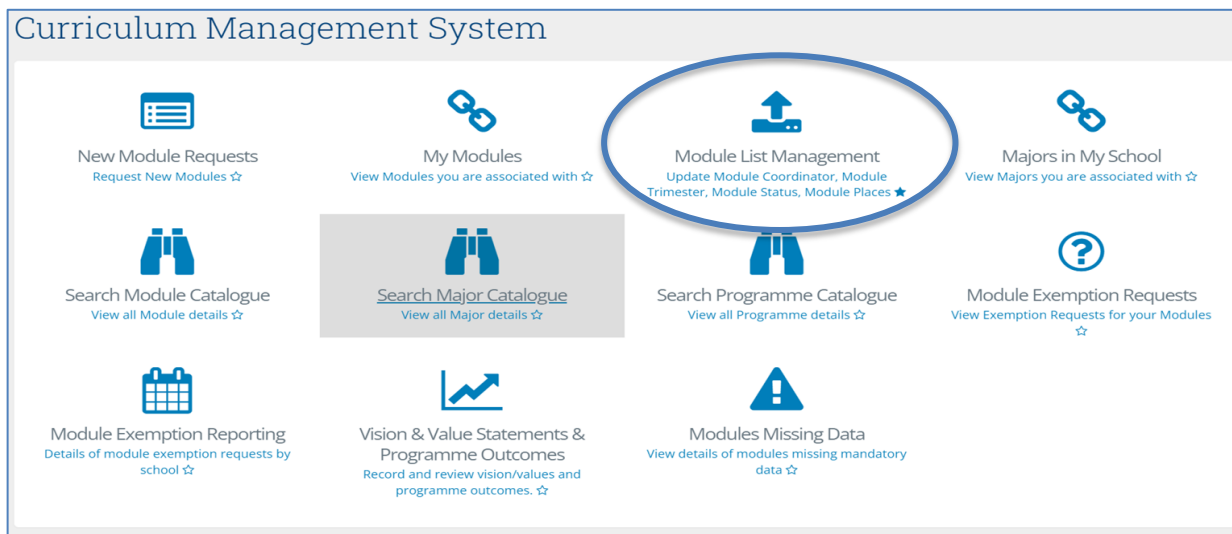 Curriculum Management System
New Module Requests
Request New Modules ☆
My Modules
View Modules you are associated with ☆
Module List Management
Update Module Coordinator, Module
Trimester, Module Status, Module Places ★
Majors in My School
View Majors you are associated with ☆
Search Module Catalogue
View all Module details ☆
Search Major Catalogue
View all Major details ☆
Search Programme Catalogue
View all Programme details ☆
Module Exemption Requests
View Exemption Requests for your Modules
☆
Module Exemption Reporting
Details of module exemption requests by
school ☆
Vision & Value Statements &
Programme Outcomes
Record and review vision/values and
programme outcomes. ☆
Modules Missing Data
View details of modules missing mandatory
data ☆